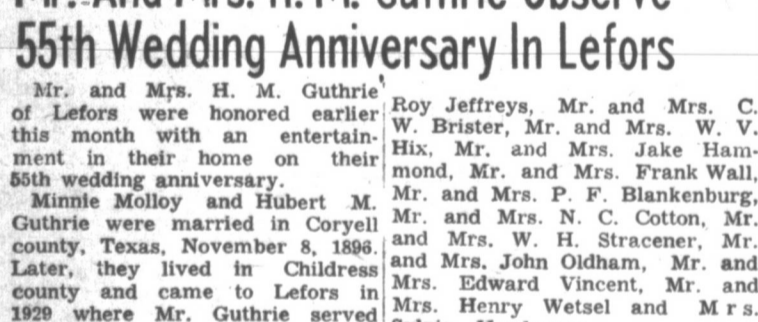 Mr. And Mrs. H. M. Guthrie Observe
55th Wedding Anniversary In Lefors
Mr. and Mrs. H. M. Guthrie
of Lefors were honored earlier
this month with an entertain-
ment in their home on their
55th wedding anniversary.
Minnie Molloy and Hubert M.
Guthrie were married in Coryell
county, Texas, November 8, 1896.
Later, they lived in Childress
county and came to Lefors in
1929 where Mr. Guthrie served
Roy Jeffreys, Mr. and Mrs. C.
W. Brister, Mr. and Mrs. W. V.
Hix, Mr. and Mrs. Jake Ham-
mond, Mr. and Mrs. Frank Wall,
Mr. and Mrs. P. F. Blankenburg,
Mr. and Mrs. N. C. Cotton, Mr.
and Mrs. W. H. Stracener, Mr.
and Mrs. John Oldham, Mr. and
Mrs. Edward Vincent, Mr. and
Mrs. Henry Wetsel and Mrs.